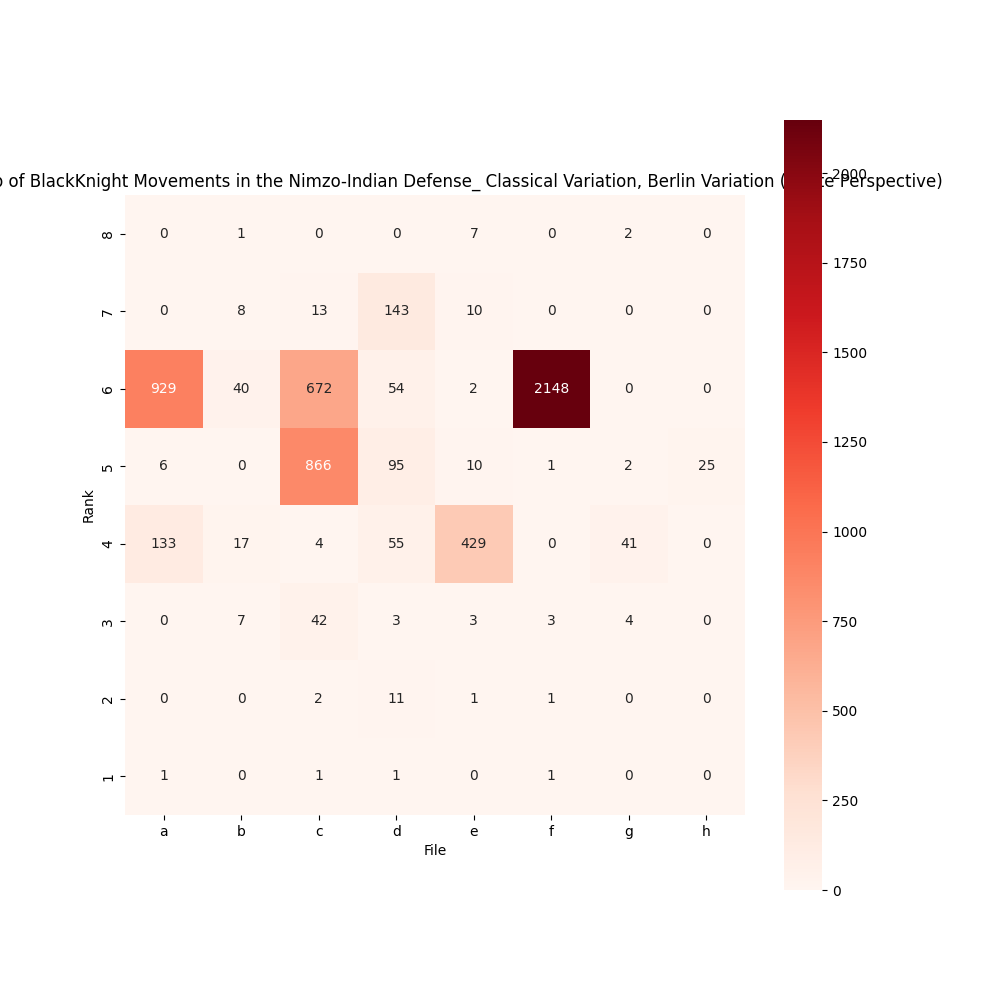 of BlackKnight Movements in the Nimzo-Indian Defense_ Classical Variation, Berlin Variation ( Perspective)
2000
1750
1500
1250
1000
750
500
250
0
8 0 1 0 0 7 0 2 0
7 0 8 13 143 10 0 0 0
6 929 40 672 54 2 2148 0 0
5 6 0 866 95 10 1 2 25
4 133 17 4 55 429 0 41 0
3 0 7 42 3 3 3 4 0
2 0 0 2 11 1 1 0 0
1 1 0 1 1 0 1 0 0
Rank
a b c d e f g h
File